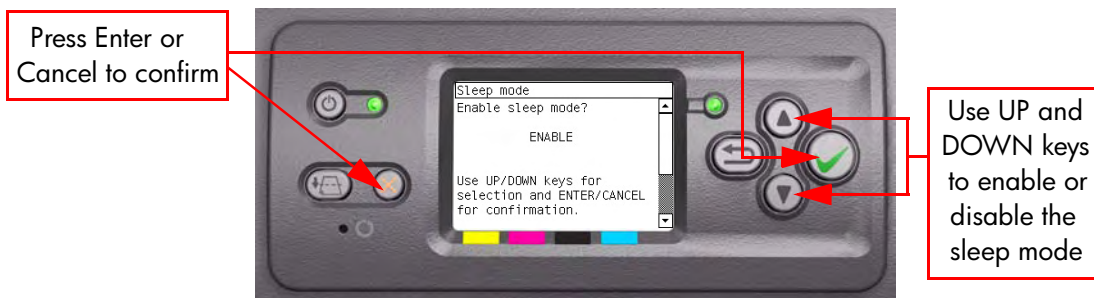 Press Enter or
Cancel to confirm
Sleep mode
Enable sleep mode?
ENABLE
Use UP/DOWN keys for
selection and ENTER/CANCEL
for confirmation.
Use UP and
DOWN keys
to enable or
disable the
sleep mode